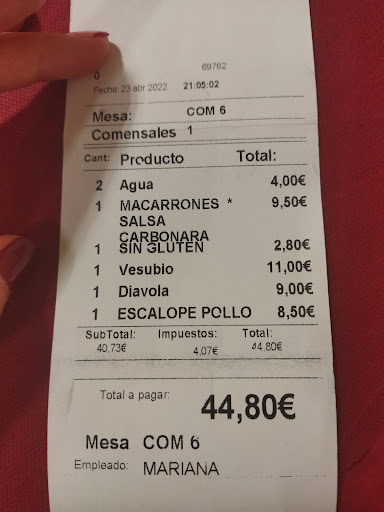 0
69762
Fecha 23 abr 2022 21:05:02
Mesa: COM 6
Comensales 1
Cant: Producto Total:
2 Agua 4,00€
1 MACARRONES * 9,50€
SALSA
CARBONARA
1 SIN GLUTEN 2,80€
1 Vesubio 11,00€
1 Diavola 9,00€
1 ESCALOPE POLLO 8,50€
SubTotal: Impuestos: Total:
40,73€ 4,07€ 44,80€
Total a pagar: 44,80€
Mesa COM 6
Empleado: MARIANA